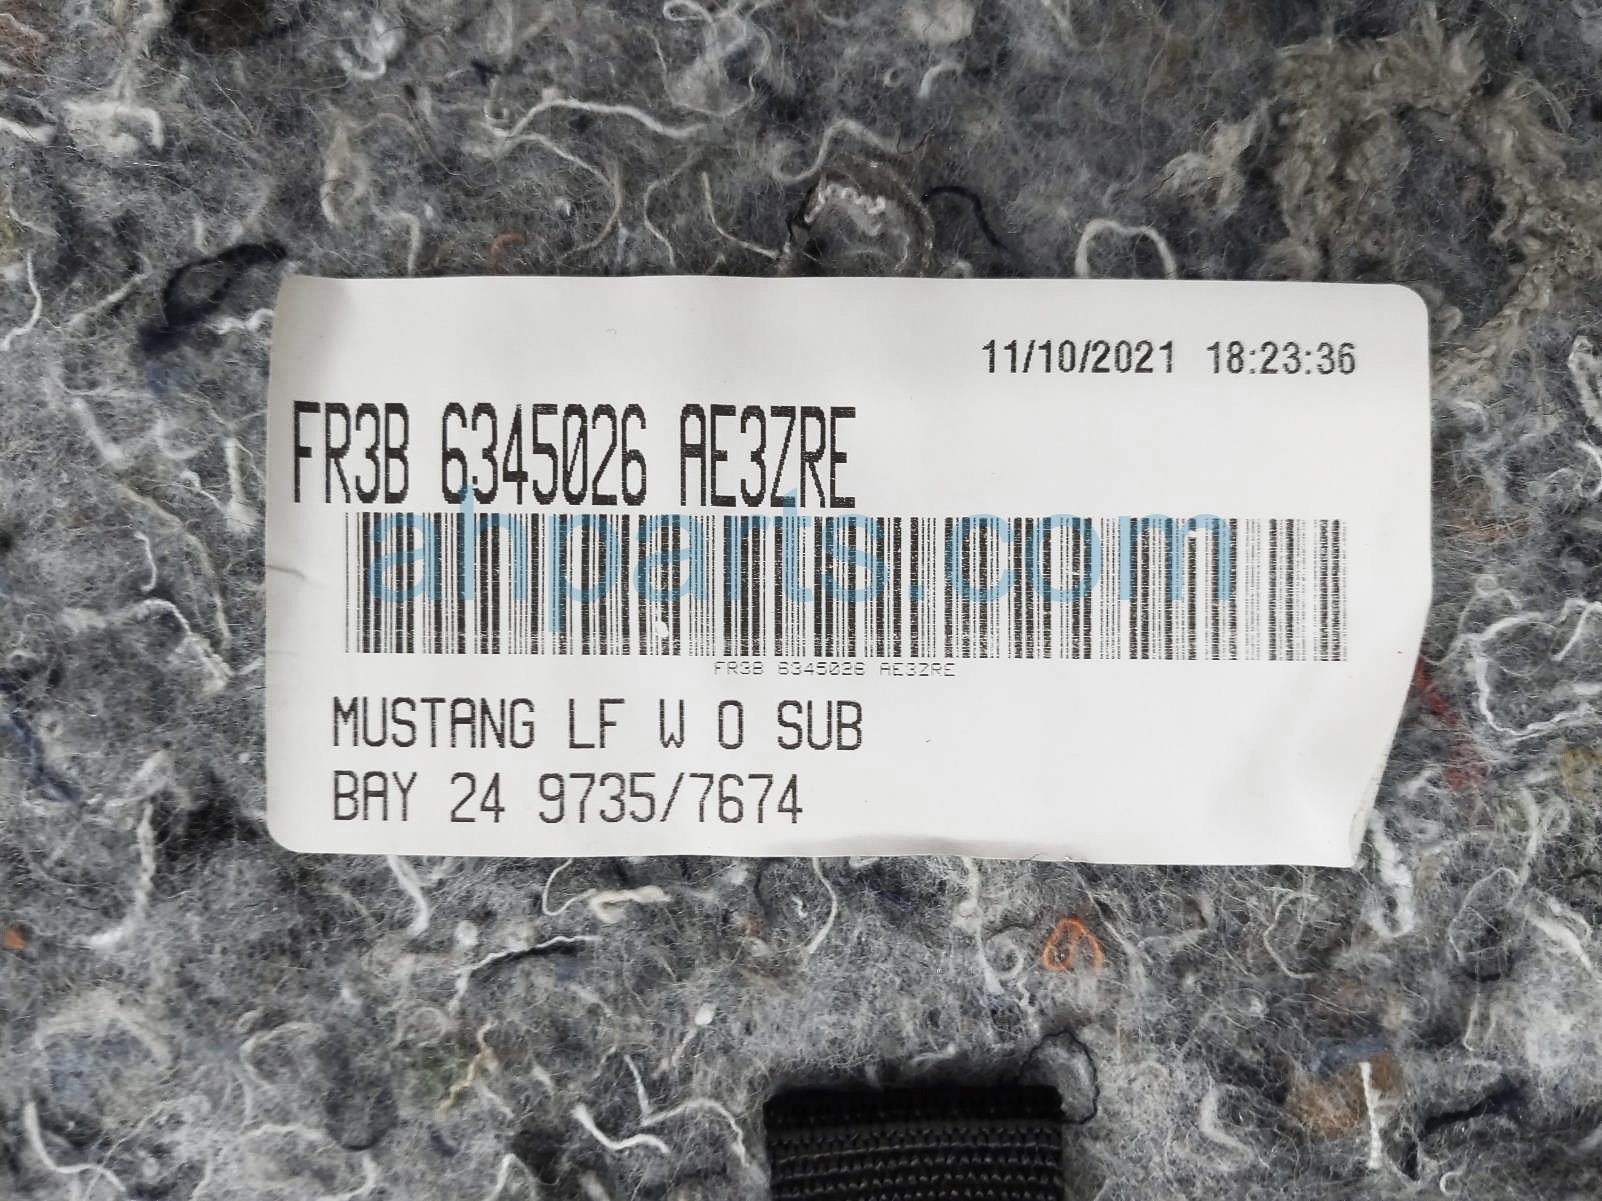 11/10/2021 18:23:36
FR3B 6345026 AE3ZRE
ahparts.com
FR3B 6345026 AE3ZRE
MUSTANG LF W O SUB
BAY 24 9735/7674